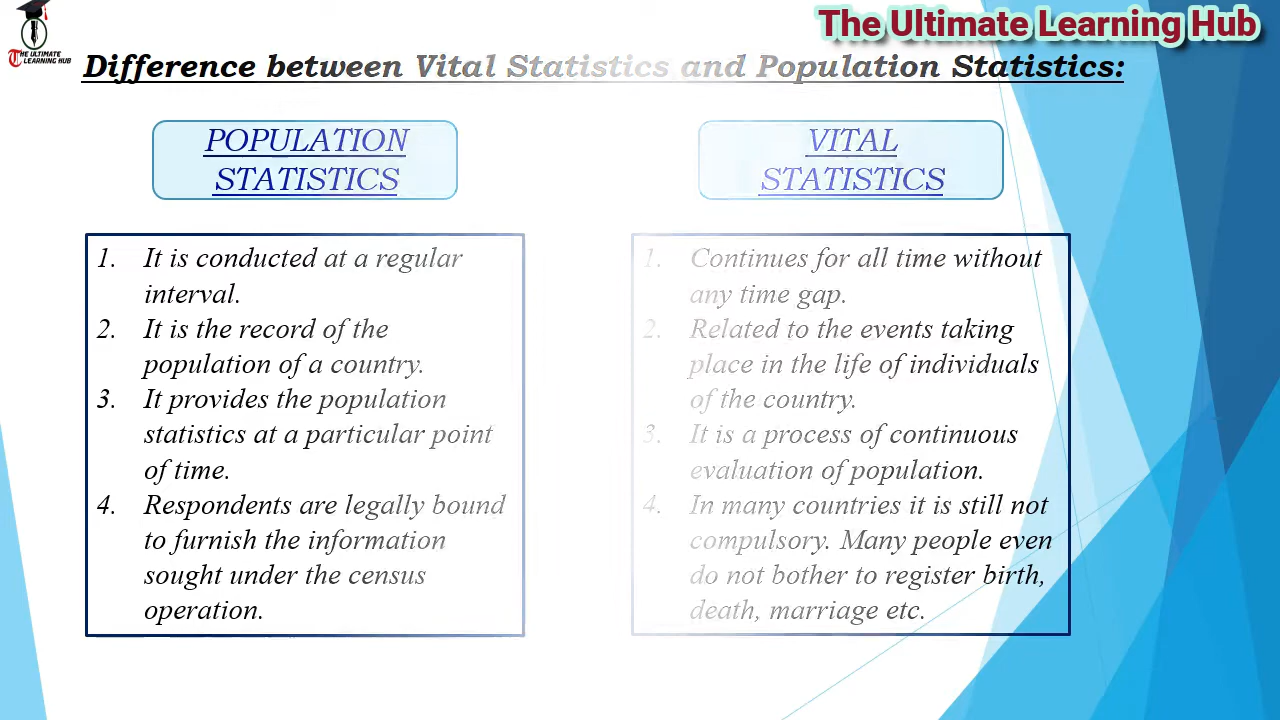 The Ultimate Learning Hub
THE ULTIMATE
LEARNING HUB
Difference between Vital Statistics and Population Statistics:
POPULATION
STATISTICS
1. It is conducted at a regular
interval.
2. It is the record of the
population of a country.
3. It provides the population
statistics at a particular point
of time.
4. Respondents are legally bound
to furnish the information
sought under the census
operation.
VITAL
STATISTICS
1. Continues for all time without
any time gap.
2. Related to the events taking
place in the life of individuals
of the country.
3. It is a process of continuous
evaluation of population.
4. In many countries it is still not
compulsory. Many people even
do not bother to register birth,
death, marriage etc.